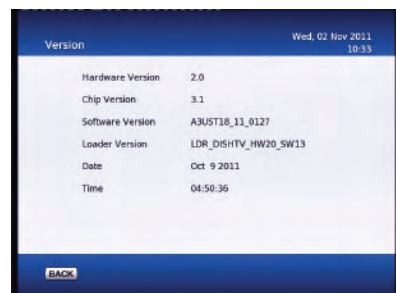 Version
Wed, 02 Nov 2011
10:33
Hardware Version 2.0
Chip Version 3.1
Software Version A3UST18_11_0127
Loader Version LDR_DISHTV_HW20_SW13
Date Oct 9 2011
Time 04:50:36
BACK